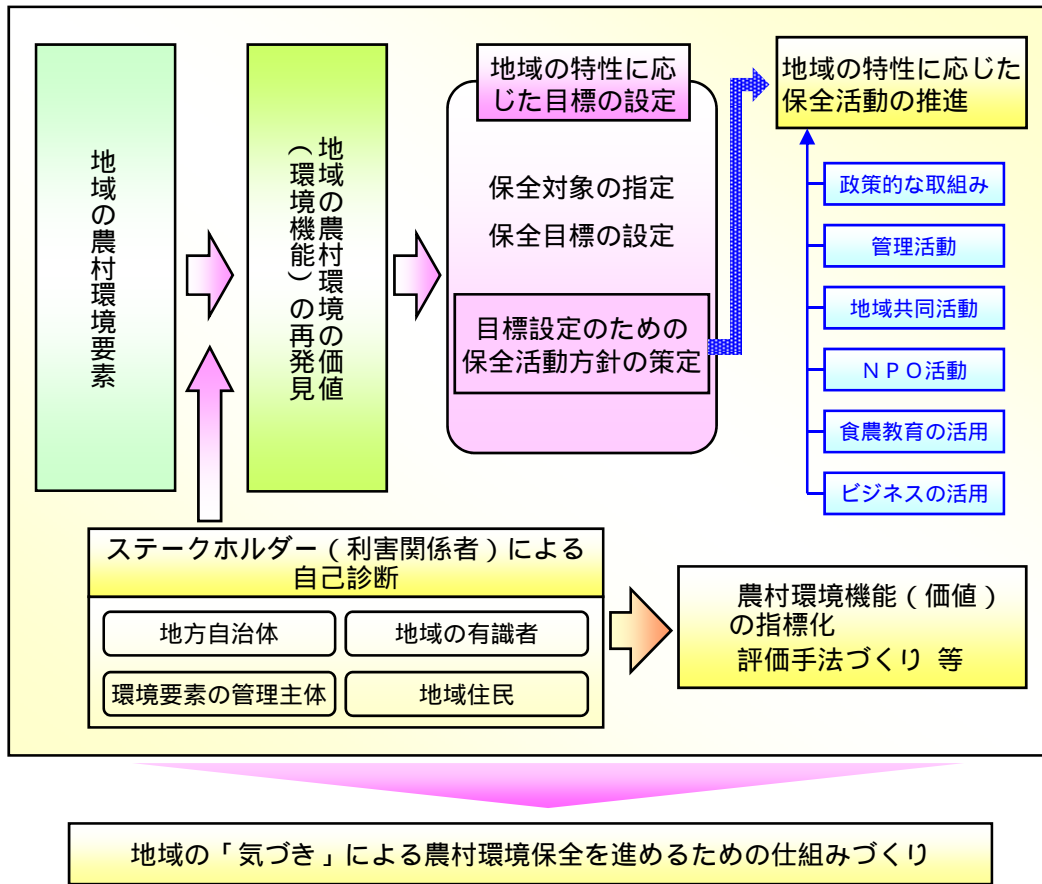 地域の農村環境要素
地域の農村環境の価値
（環境機能）の再発見
地域の特性に応
じた目標の設定
保全対象の指定
保全目標の設定
目標設定のための
保全活動方針の策定
地域の特性に応じた
保全活動の推進
政策的な取組み
管理活動
地域共同活動
ＮＰＯ活動
食農教育の活用
ビジネスの活用
ステークホルダー（利害関係者）による
自己診断
地方自治体
地域の有識者
環境要素の管理主体
地域住民
農村環境機能（価値）
の指標化
評価手法づくり 等
地域の「気づき」による農村環境保全を進めるための仕組みづくり